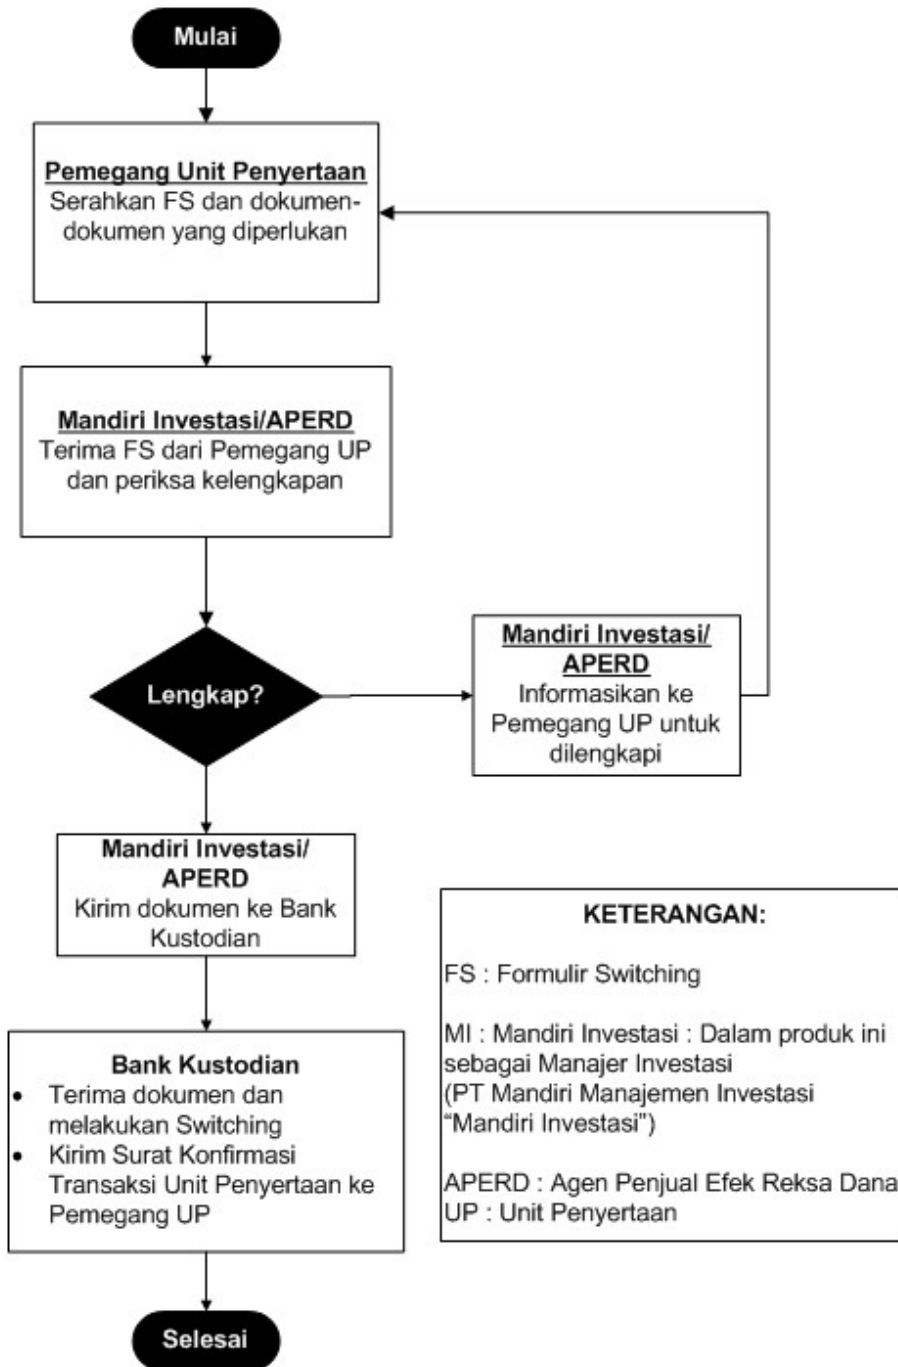 Mulai
Pemegang Unit Penyertaan
Serahkan FS dan dokumen-
dokumen yang diperlukan
Mandiri Investasi/APERD
Terima FS dari Pemegang UP
dan periksa kelengkapan
Lengkap?
Mandiri Investasi/
APERD
Informasikan ke
Pemegang UP untuk
dilengkapi
Mandiri Investasi/
APERD
Kirim dokumen ke Bank
Kustodian
Bank Kustodian
• Terima dokumen dan
melakukan Switching
• Kirim Surat Konfirmasi
Transaksi Unit Penyertaan ke
Pemegang UP
Selesai
KETERANGAN:
FS : Formulir Switching
MI : Mandiri Investasi : Dalam produk ini
sebagai Manajer Investasi
(PT Mandiri Manajemen Investasi
“Mandiri Investasi”)
APERD : Agen Penjual Efek Reksa Dana
UP : Unit Penyertaan